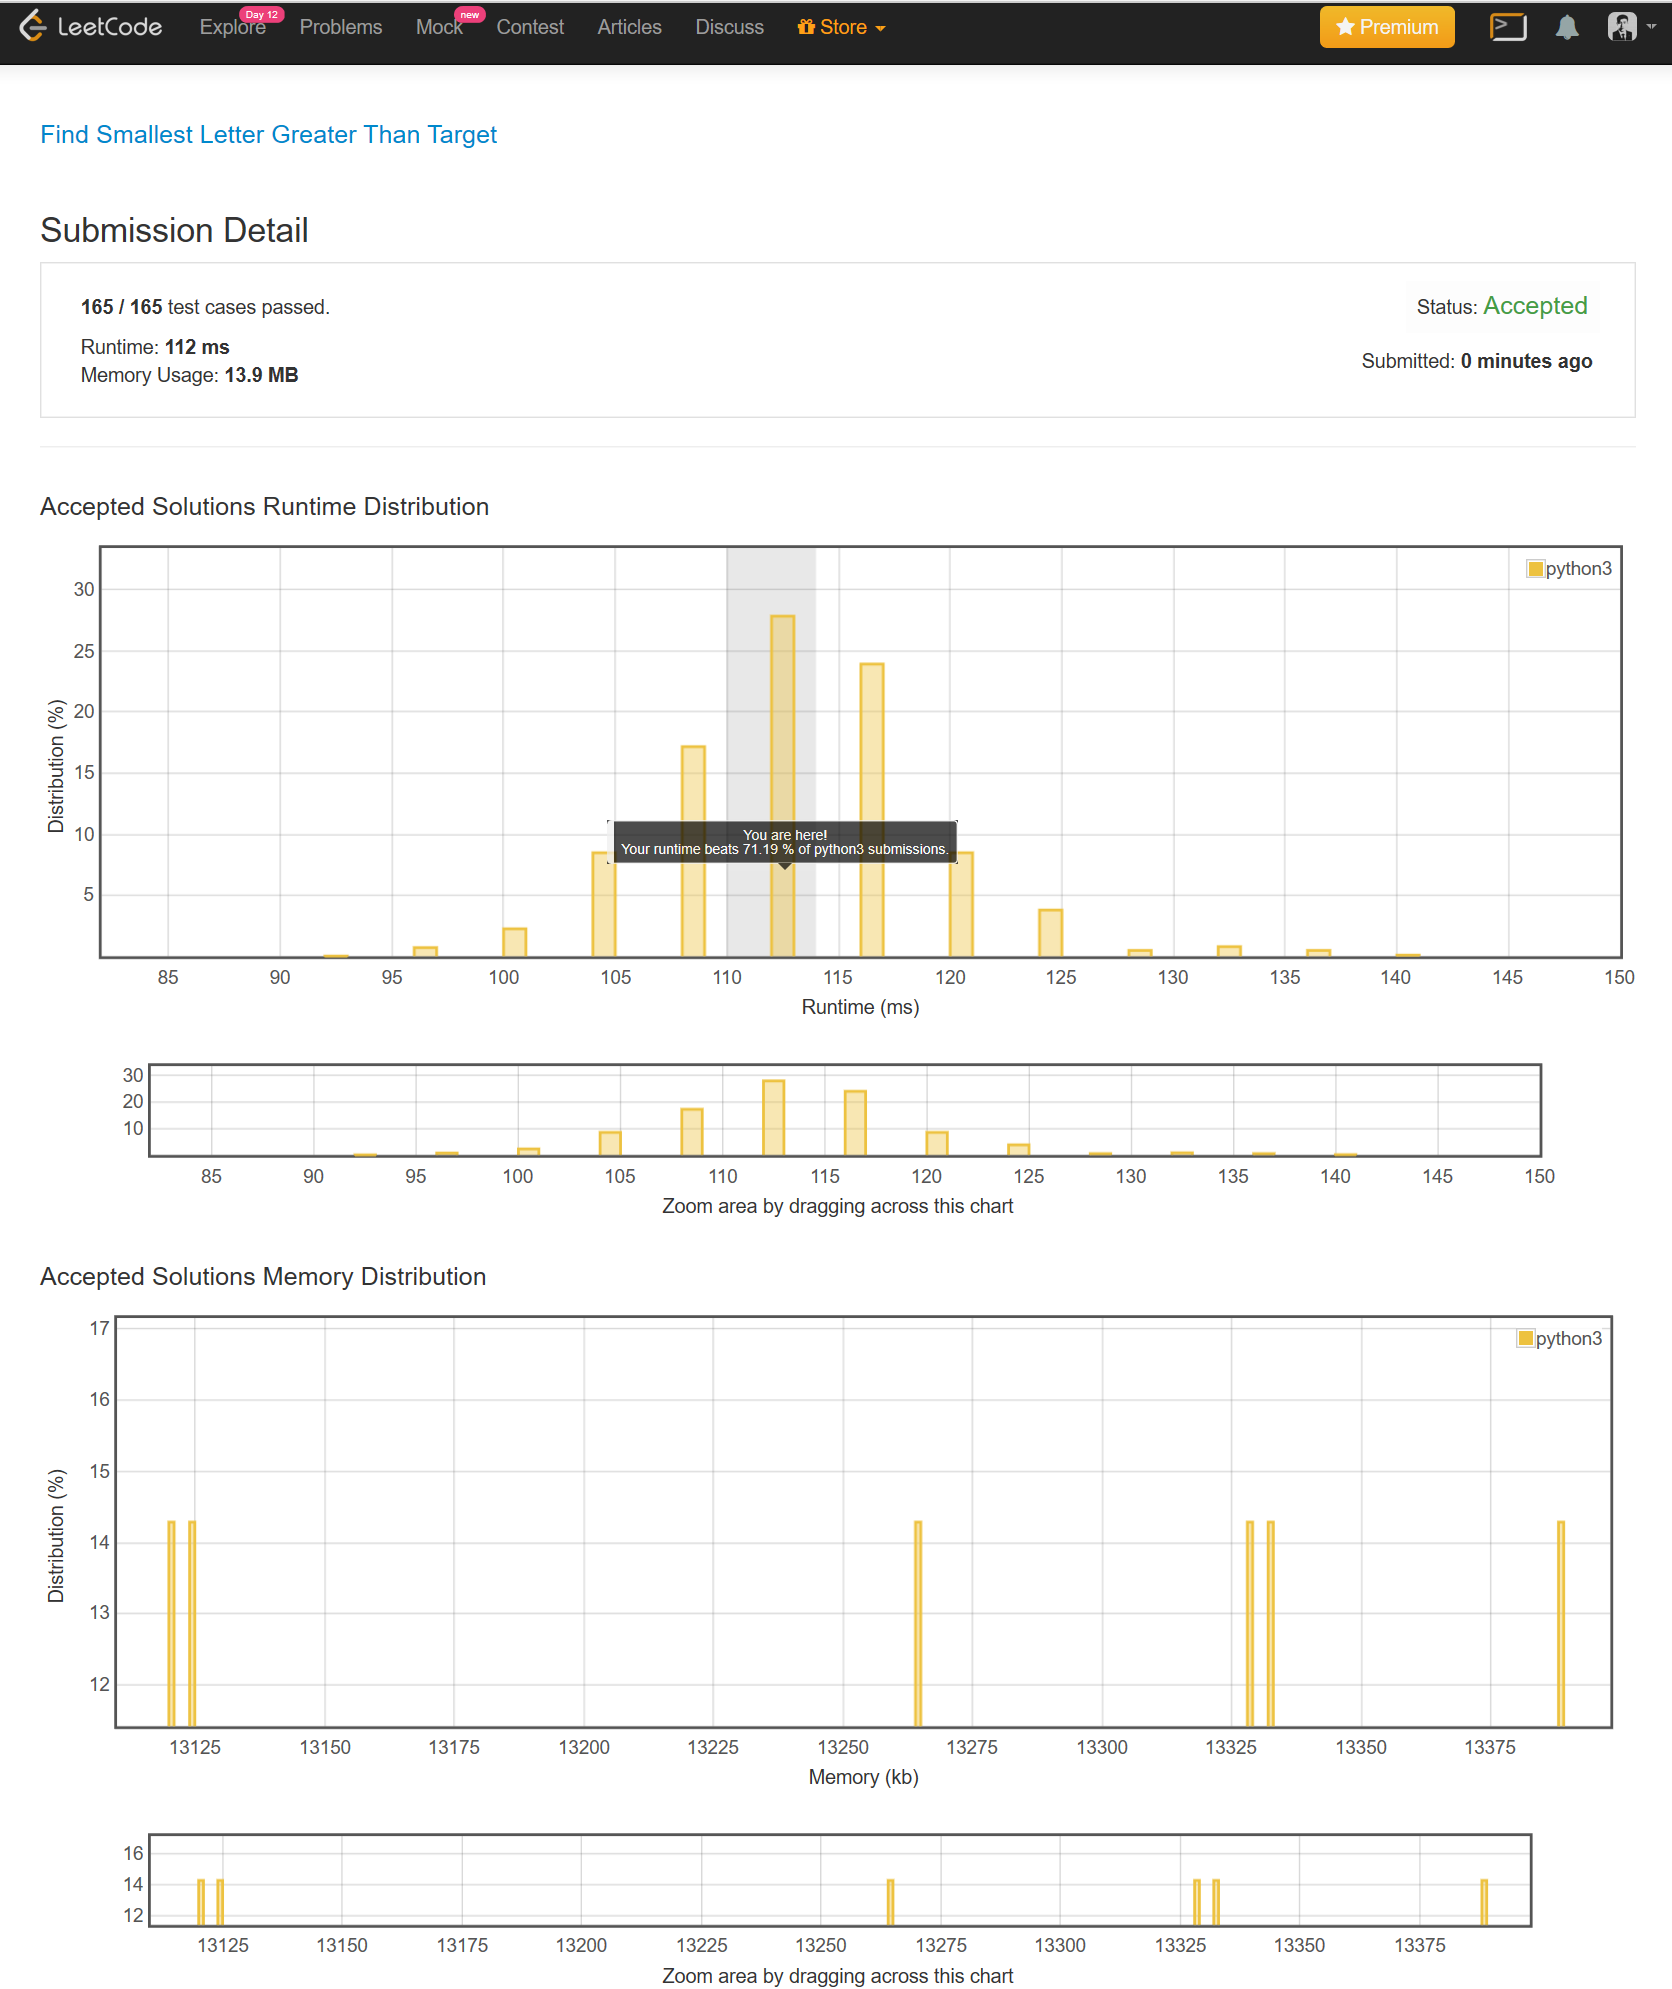 LeetCode Explore Day 12 Problems Mock new Contest Articles Discuss Store Premium
Find Smallest Letter Greater Than Target
Submission Detail
165 / 165 test cases passed.
Status: Accepted
Runtime: 112 ms
Submitted: 0 minutes ago
Memory Usage: 13.9 MB
Accepted Solutions Runtime Distribution
python3
30
25
20
15
10
5
Distribution (%)
You are here!
Your runtime beats 71.19 % of python3 submissions.
85 90 95 100 105 110 115 120 125 130 135 140 145 150
Runtime (ms)
30
20
10
85 90 95 100 105 110 115 120 125 130 135 140 145 150
Zoom area by dragging across this chart
Accepted Solutions Memory Distribution
python3
17
16
15
14
13
12
Distribution (%)
13125 13150 13175 13200 13225 13250 13275 13300 13325 13350 13375
Memory (kb)
16
14
12
13125 13150 13175 13200 13225 13250 13275 13300 13325 13350 13375
Zoom area by dragging across this chart